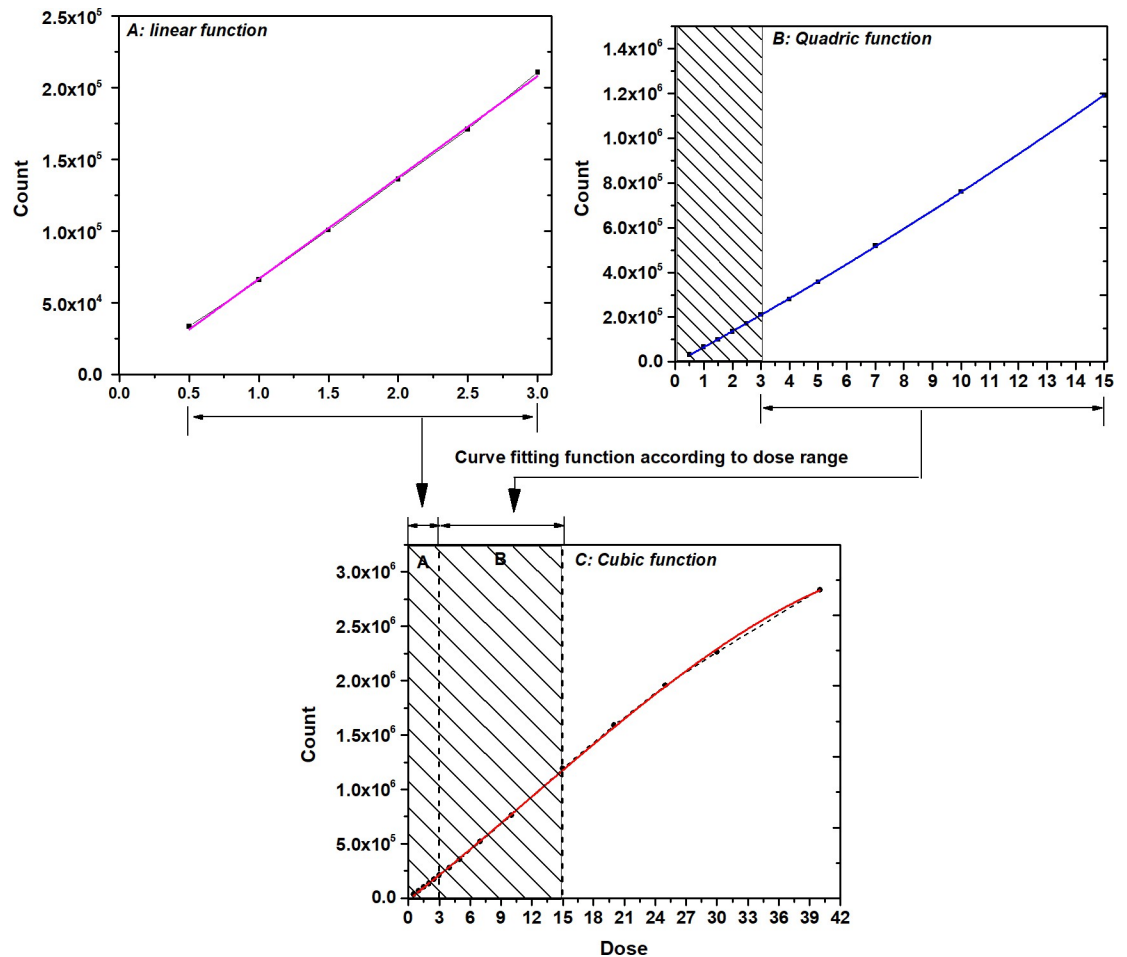 A: linear function
Count
2.5x10⁵
2.0x10⁵
1.5x10⁵
1.0x10⁵
5.0x10⁴
0.0
0.0 0.5 1.0 1.5 2.0 2.5 3.0
B: Quadric function
Count
1.4x10⁶
1.2x10⁶
1.0x10⁶
8.0x10⁵
6.0x10⁵
4.0x10⁵
2.0x10⁵
0.0
0 1 2 3 4 5 6 7 8 9 10 11 12 13 14 15
Curve fitting function according to dose range
A
B
C: Cubic function
Count
3.0x10⁶
2.5x10⁶
2.0x10⁶
1.5x10⁶
1.0x10⁶
5.0x10⁵
0.0
0 3 6 9 12 15 18 21 24 27 30 33 36 39 42
Dose